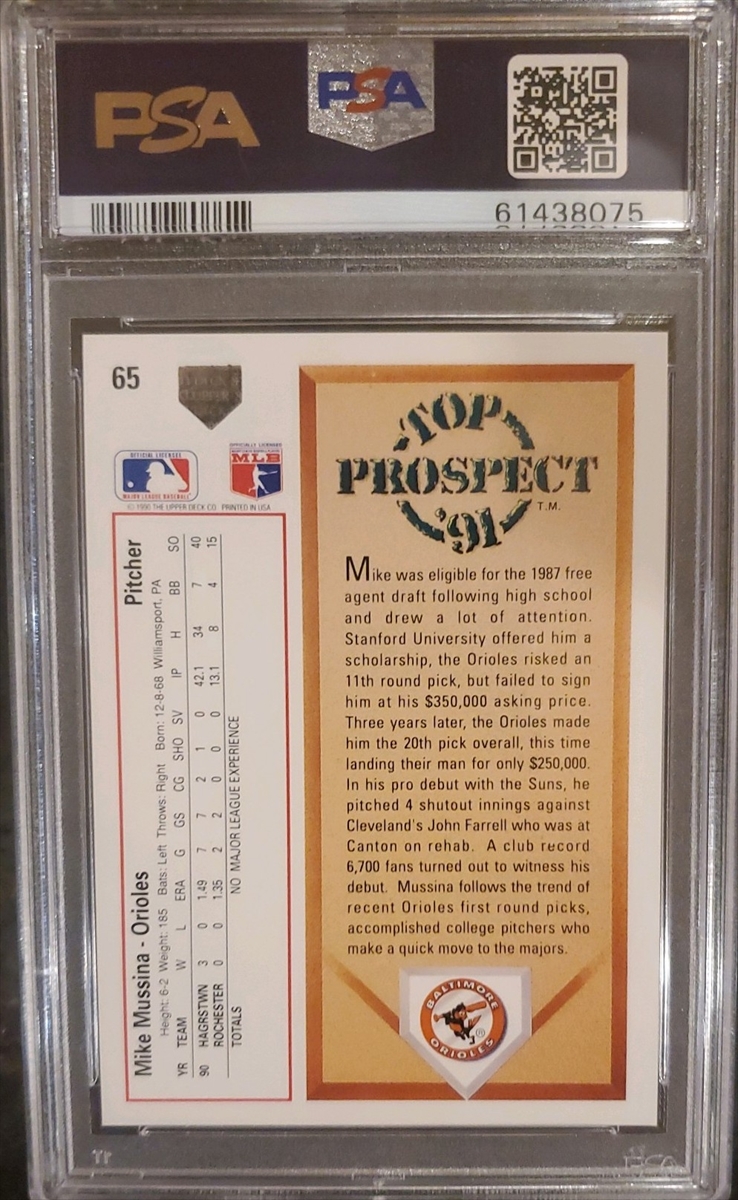 PSA
PSA
61438075
65
OFFICIAL LICENSEE
MAJOR LEAGUE BASEBALL
OFFICIALLY LICENSED
MLB
© 1990 THE UPPER DECK CO. PRINTED IN USA
Mike Mussina - Orioles Pitcher
Height: 6-2 Weight: 185 Bats: Left Throws: Right Born: 12-8-68 Williamsport, PA
YR TEAM W L ERA G GS CG SHO SV IP H BB SO
90 HAGRSTWN 3 0 1.49 7 7 2 1 0 42.1 34 7 40
ROCHESTER 0 0 1.35 2 2 0 0 0 13.1 8 4 15
TOTALS NO MAJOR LEAGUE EXPERIENCE
TOP
PROSPECT
'91
T.M.
Mike was eligible for the 1987 free
agent draft following high school
and drew a lot of attention.
Stanford University offered him a
scholarship, the Orioles risked an
11th round pick, but failed to sign
him at his $350,000 asking price.
Three years later, the Orioles made
him the 20th pick overall, this time
landing their man for only $250,000.
In his pro debut with the Suns, he
pitched 4 shutout innings against
Cleveland's John Farrell who was at
Canton on rehab. A club record
6,700 fans turned out to witness his
debut. Mussina follows the trend of
recent Orioles first round picks,
accomplished college pitchers who
make a quick move to the majors.
BALTIMORE
ORIOLES
®
PSA